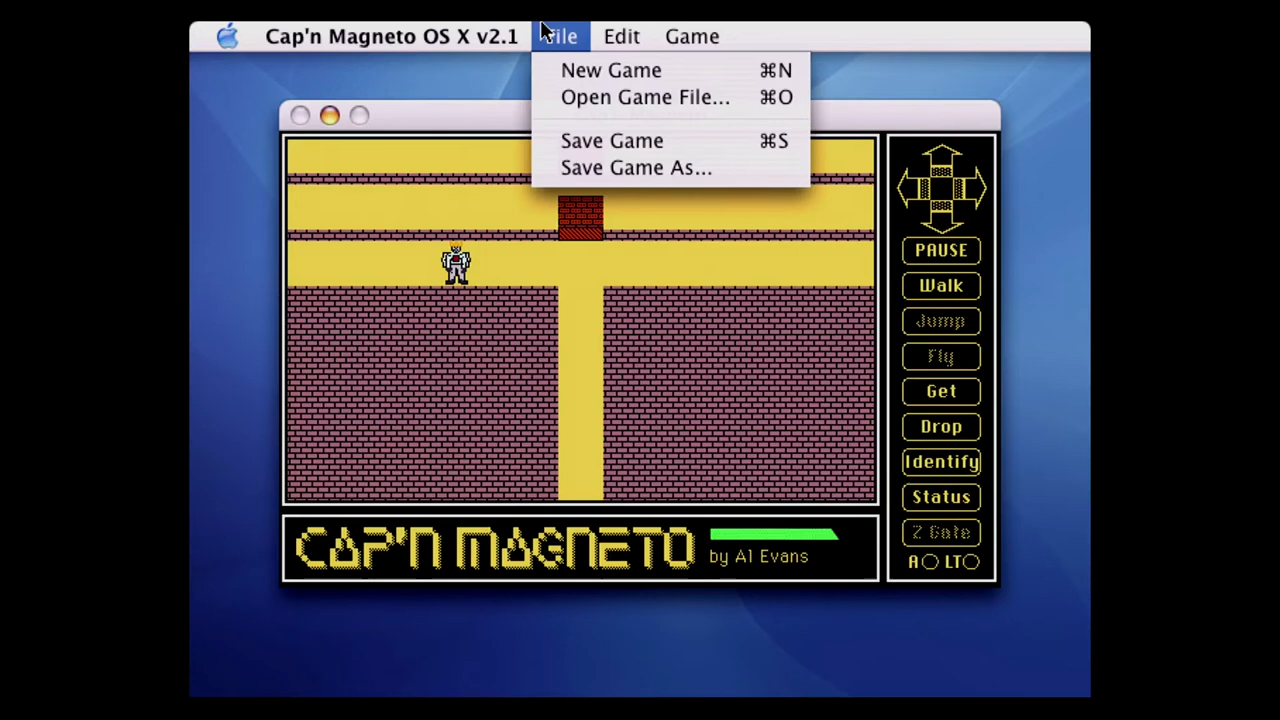 Cap'n Magneto OS X v2.1 File Edit Game
New Game ⌘N
Open Game File... ⌘O
Save Game ⌘S
Save Game As...
PAUSE
Walk
Jump
Fly
Get
Drop
Identify
Status
Z Gate
A LT
CAP'N MAGNETO
by Al Evans